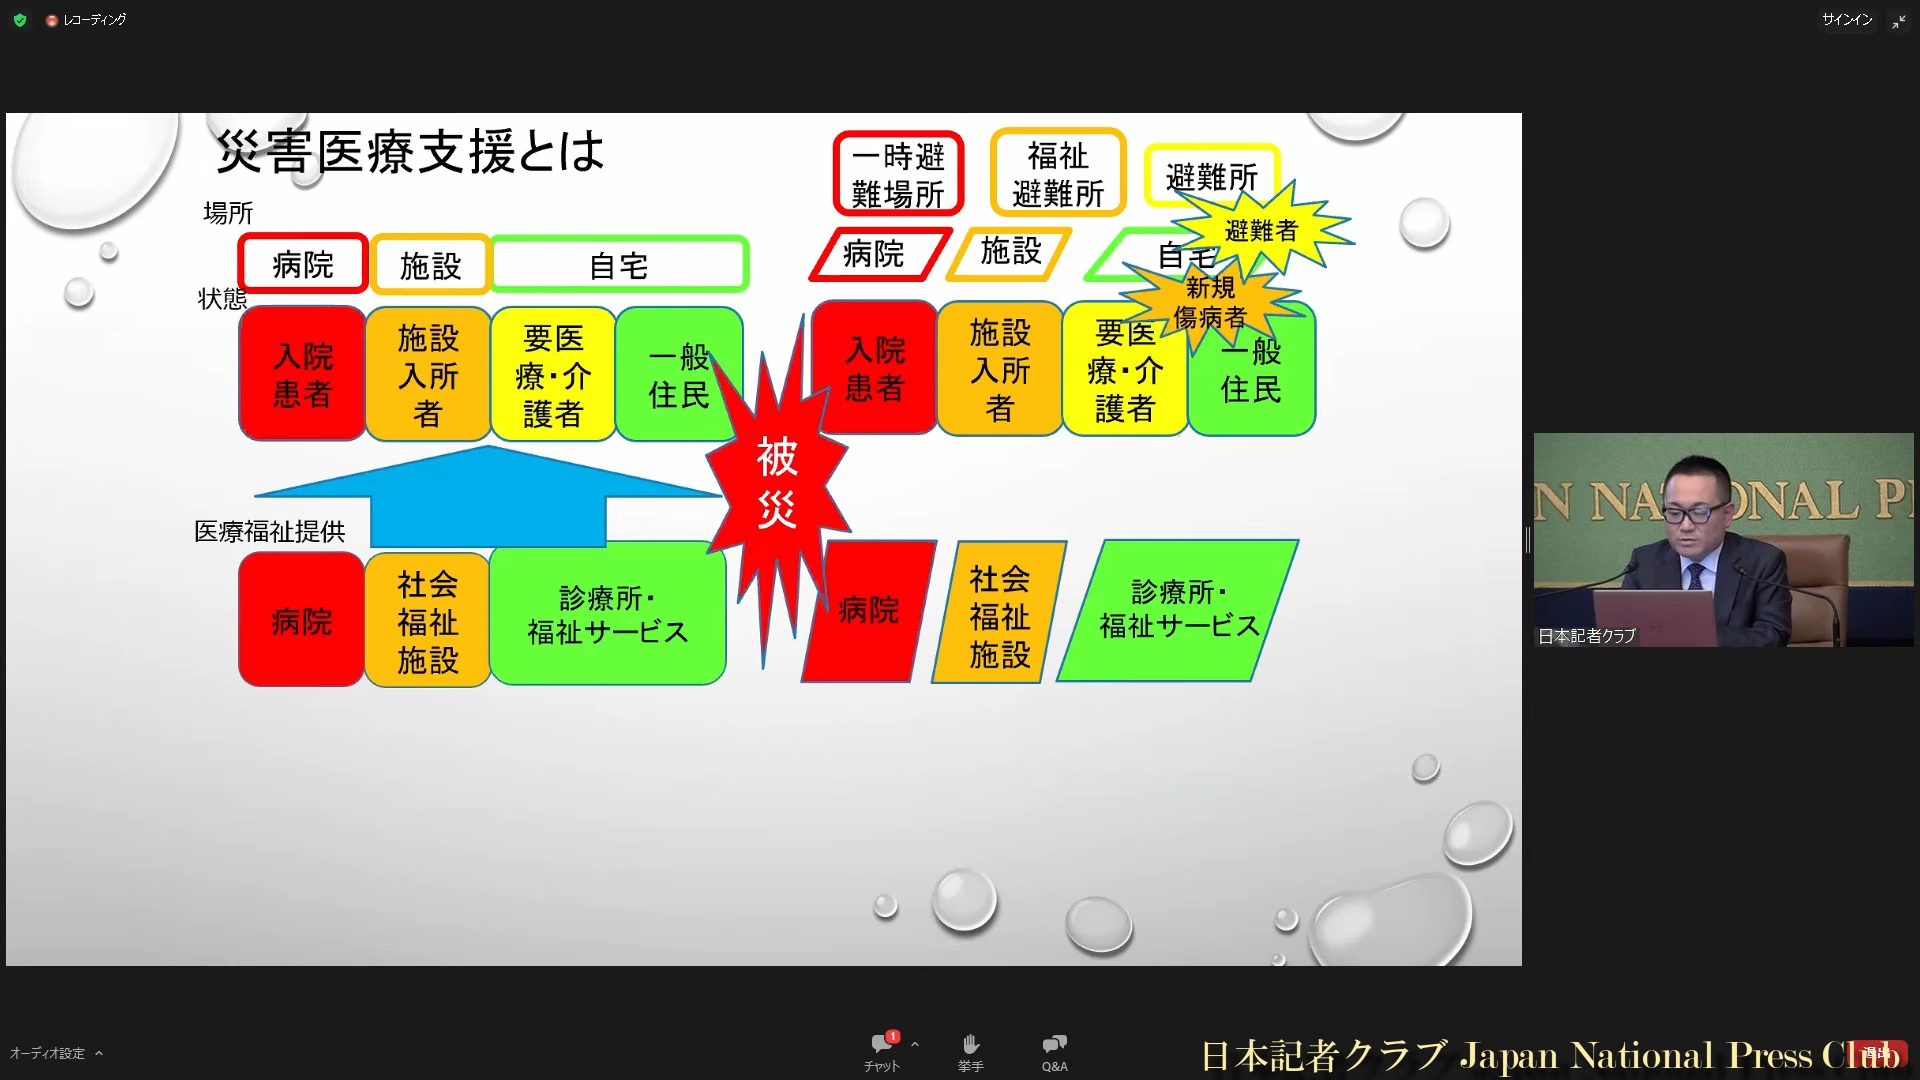 レコーディング
サインイン
災害医療支援とは
場所
病院
施設
自宅
状態
入院
患者
施設
入所
者
要医
療・介
護者
一般
住民
医療福祉提供
病院
社会
福祉
施設
診療所・
福祉サービス
被
災
一時避
難場所
福祉
避難所
避難所
避難者
病院
施設
自宅
新規
傷病者
入院
患者
施設
入所
者
要医
療・介
護者
一般
住民
病院
社会
福祉
施設
診療所・
福祉サービス
N NATIONAL P
日本記者クラブ
オーディオ設定
1
チャット
挙手
Q&A
退出
日本記者クラブ Japan National Press Club